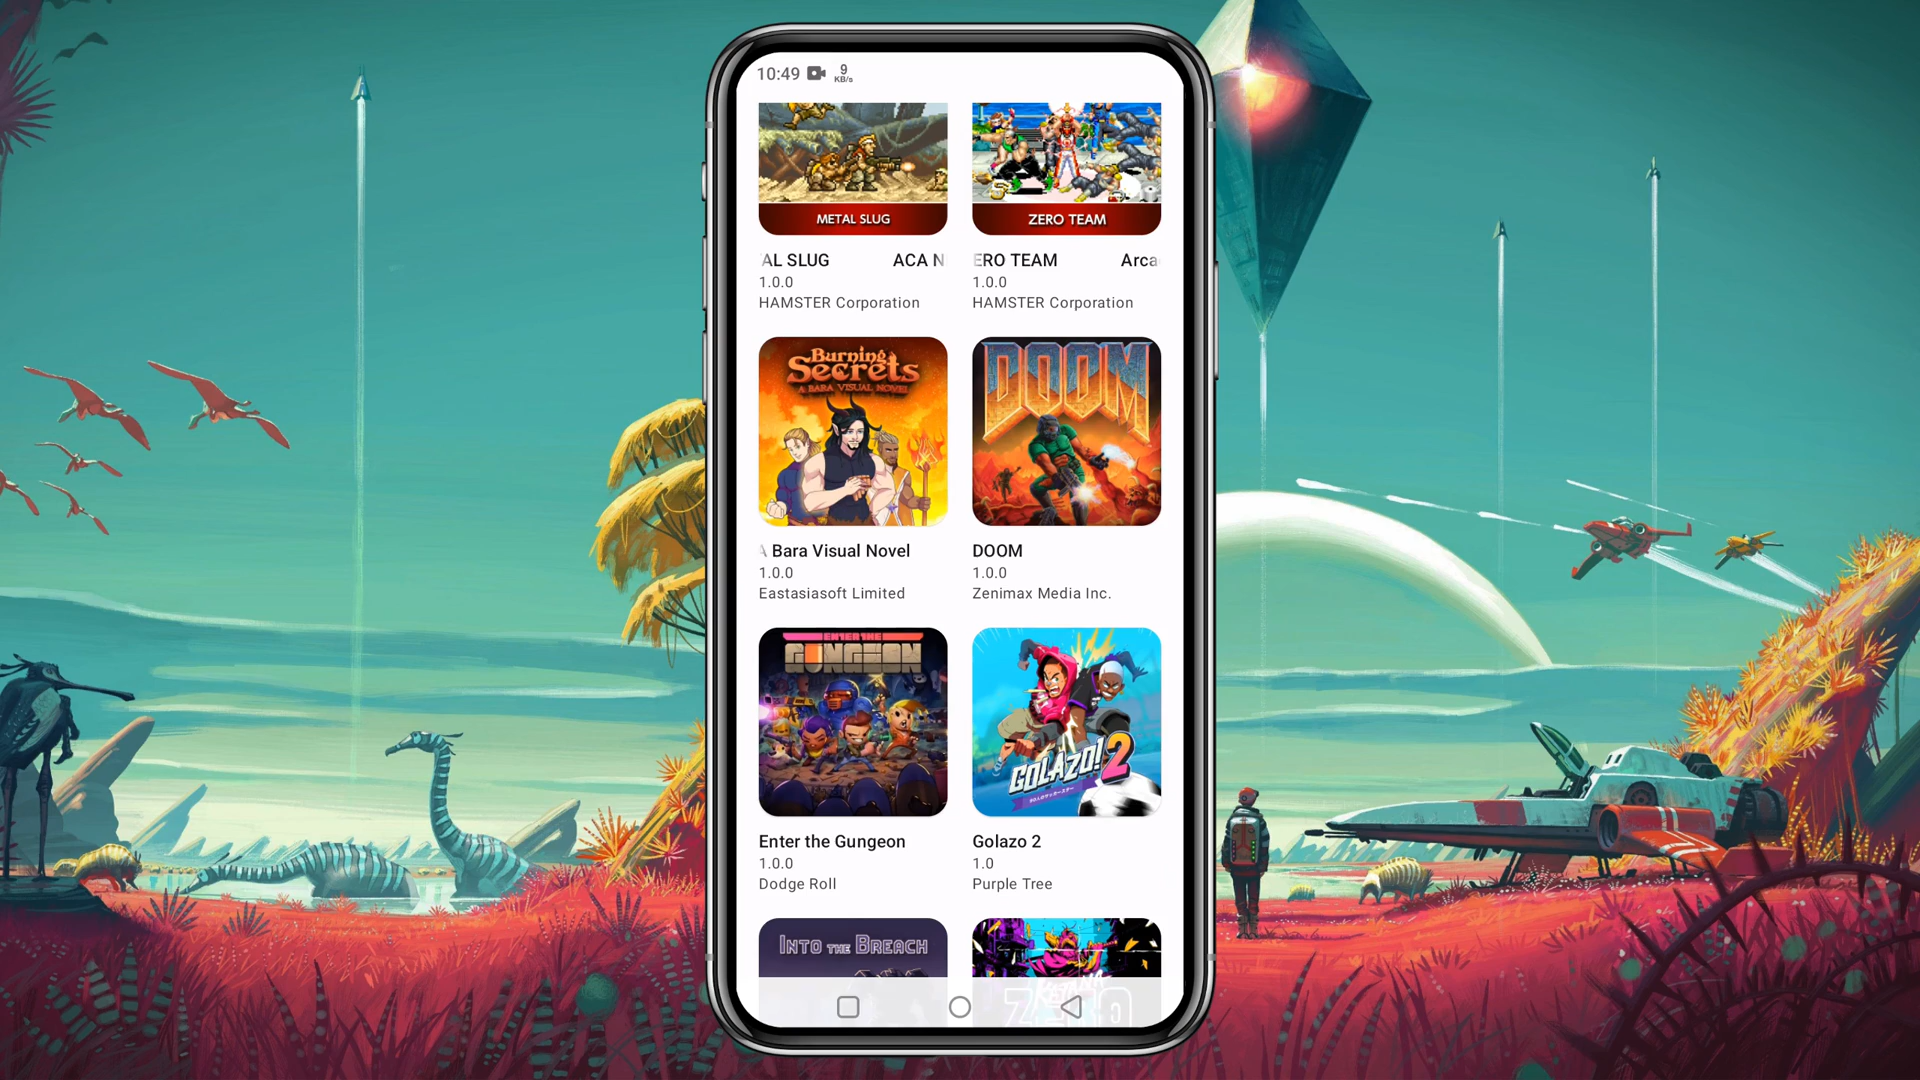 10:49 9 KB/s
METAL SLUG ZERO TEAM
AL SLUG ACA N ERO TEAM Arca
1.0.0 1.0.0
HAMSTER Corporation HAMSTER Corporation
Burning
Secrets
A BARA VISUAL NOVEL
DOOM
A Bara Visual Novel DOOM
1.0.0 1.0.0
Eastasiasoft Limited Zenimax Media Inc.
ENTER THE
GUNGEON
GOLAZO! 2
Enter the Gungeon Golazo 2
1.0.0 1.0
Dodge Roll Purple Tree
INTO THE BREACH
KATANA
ZERO